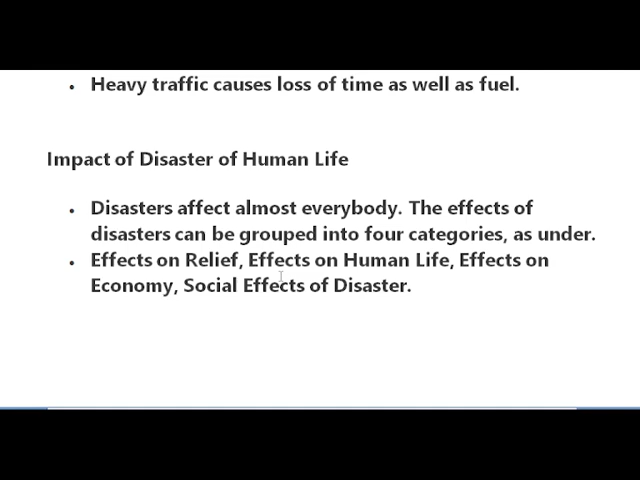 • Heavy traffic causes loss of time as well as fuel.
Impact of Disaster of Human Life
• Disasters affect almost everybody. The effects of
disasters can be grouped into four categories, as under.
• Effects on Relief, Effects on Human Life, Effects on
Economy, Social Effects of Disaster.